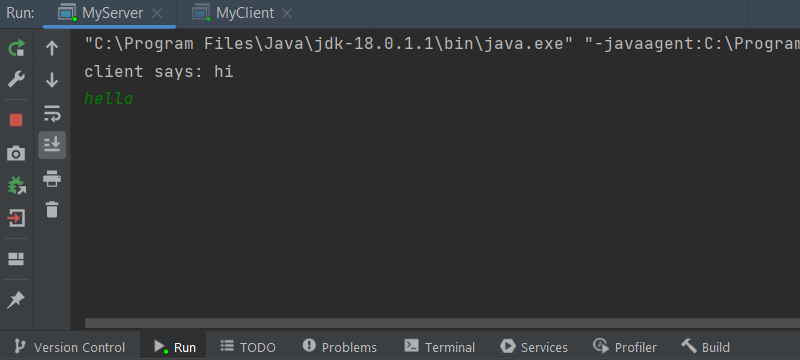 Run: MyServer MyClient
"C:\Program Files\Java\jdk-18.0.1.1\bin\java.exe" "-javaagent:C:\Program
client says: hi
hello
Version Control Run TODO Problems Terminal Services Profiler Build